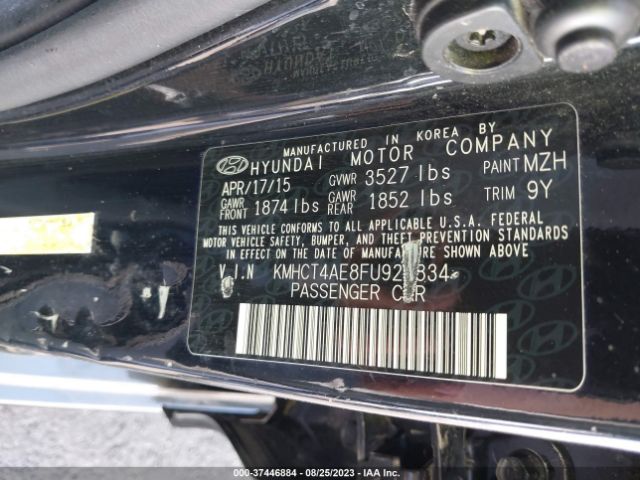 MANUFACTURED IN KOREA BY
HYUNDAI MOTOR COMPANY
APR/17/15 GVWR 3527 lbs PAINT MZH
GAWR FRONT 1874 lbs GAWR REAR 1852 lbs TRIM 9Y
THIS VEHICLE CONFORMS TO ALL APPLICABLE U.S.A. FEDERAL
MOTOR VEHICLE SAFETY, BUMPER, AND THEFT PREVENTION STANDARDS
IN EFFECT ON THE DATE OF MANUFACTURE SHOWN ABOVE
V.I.N
PASSENGER
000-37446884 | 08/25/2023 | IAA Inc.